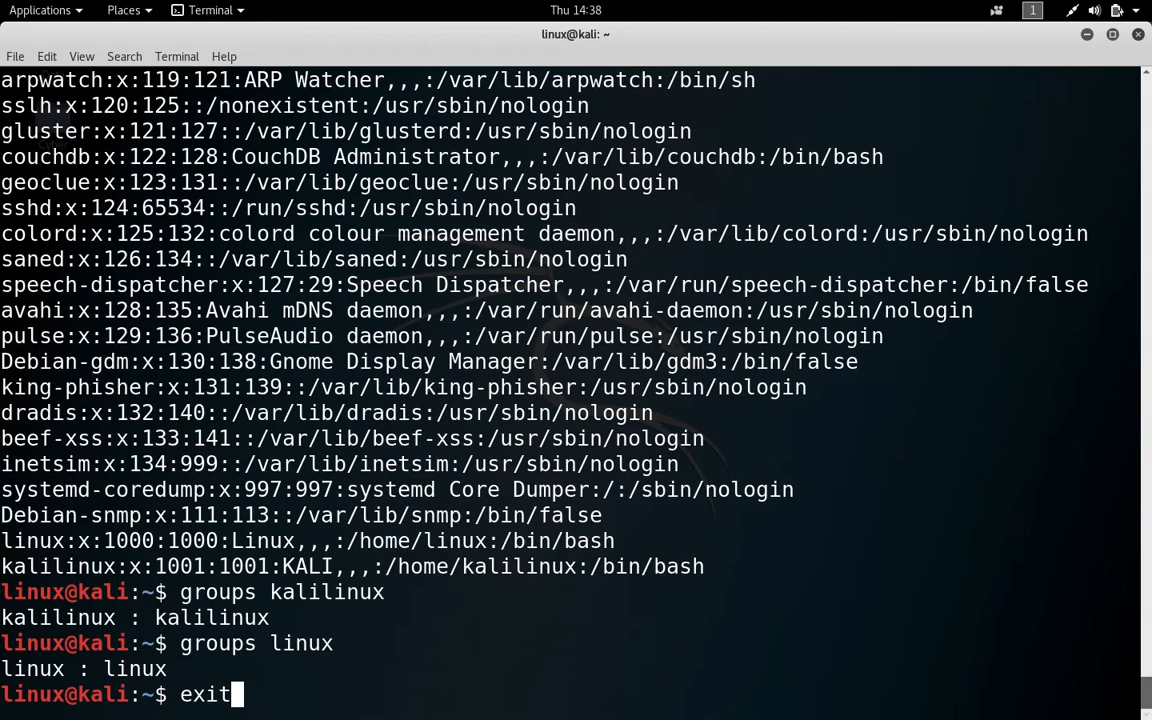 Applications Places Terminal Thu 14:38 1
linux@kali: ~
File Edit View Search Terminal Help
arpwatch:x:119:121:ARP Watcher,,,:/var/lib/arpwatch:/bin/sh
sslh:x:120:125::/nonexistent:/usr/sbin/nologin
gluster:x:121:127::/var/lib/glusterd:/usr/sbin/nologin
couchdb:x:122:128:CouchDB Administrator,,,:/var/lib/couchdb:/bin/bash
geoclue:x:123:131::/var/lib/geoclue:/usr/sbin/nologin
sshd:x:124:65534::/run/sshd:/usr/sbin/nologin
colord:x:125:132:colord colour management daemon,,,:/var/lib/colord:/usr/sbin/nologin
saned:x:126:134::/var/lib/saned:/usr/sbin/nologin
speech-dispatcher:x:127:29:Speech Dispatcher,,,:/var/run/speech-dispatcher:/bin/false
avahi:x:128:135:Avahi mDNS daemon,,,:/var/run/avahi-daemon:/usr/sbin/nologin
pulse:x:129:136:PulseAudio daemon,,,:/var/run/pulse:/usr/sbin/nologin
Debian-gdm:x:130:138:Gnome Display Manager:/var/lib/gdm3:/bin/false
king-phisher:x:131:139::/var/lib/king-phisher:/usr/sbin/nologin
dradis:x:132:140::/var/lib/dradis:/usr/sbin/nologin
beef-xss:x:133:141::/var/lib/beef-xss:/usr/sbin/nologin
inetsim:x:134:999::/var/lib/inetsim:/usr/sbin/nologin
systemd-coredump:x:997:997:systemd Core Dumper:/:/sbin/nologin
Debian-snmp:x:111:113::/var/lib/snmp:/bin/false
linux:x:1000:1000:Linux,,,:/home/linux:/bin/bash
kalilinux:x:1001:1001:KALI,,,:/home/kalilinux:/bin/bash
linux@kali:~$ groups kalilinux
kalilinux : kalilinux
linux@kali:~$ groups linux
linux : linux
linux@kali:~$ exit